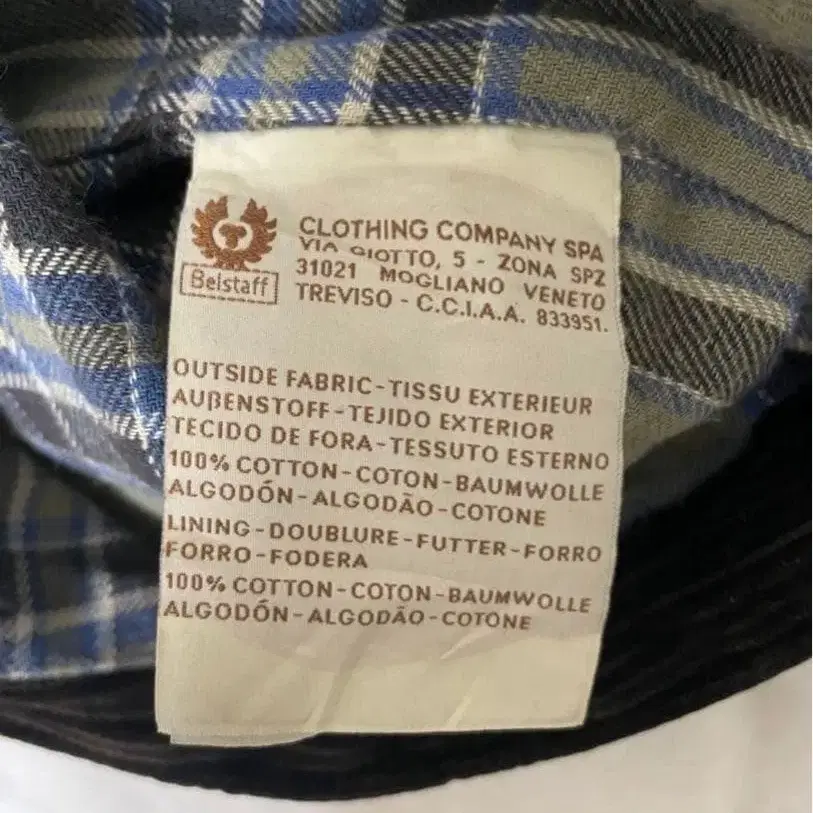 Belstaff
CLOTHING COMPANY SPA
VIA GIOTTO, 5 - ZONA SPZ
31021 MOGLIANO VENETO
TREVISO - C.C.I.A.A. 833951.
OUTSIDE FABRIC-TISSU EXTERIEUR
AUßENSTOFF-TEJIDO EXTERIOR
TECIDO DE FORA-TESSUTO ESTERNO
100% COTTON-COTON-BAUMWOLLE
ALGODÓN-ALGODÃO-COTONE
LINING-DOUBLURE-FUTTER-FORRO
FORRO-FODERA
100% COTTON-COTON-BAUMWOLLE
ALGODÓN-ALGODÃO-COTONE